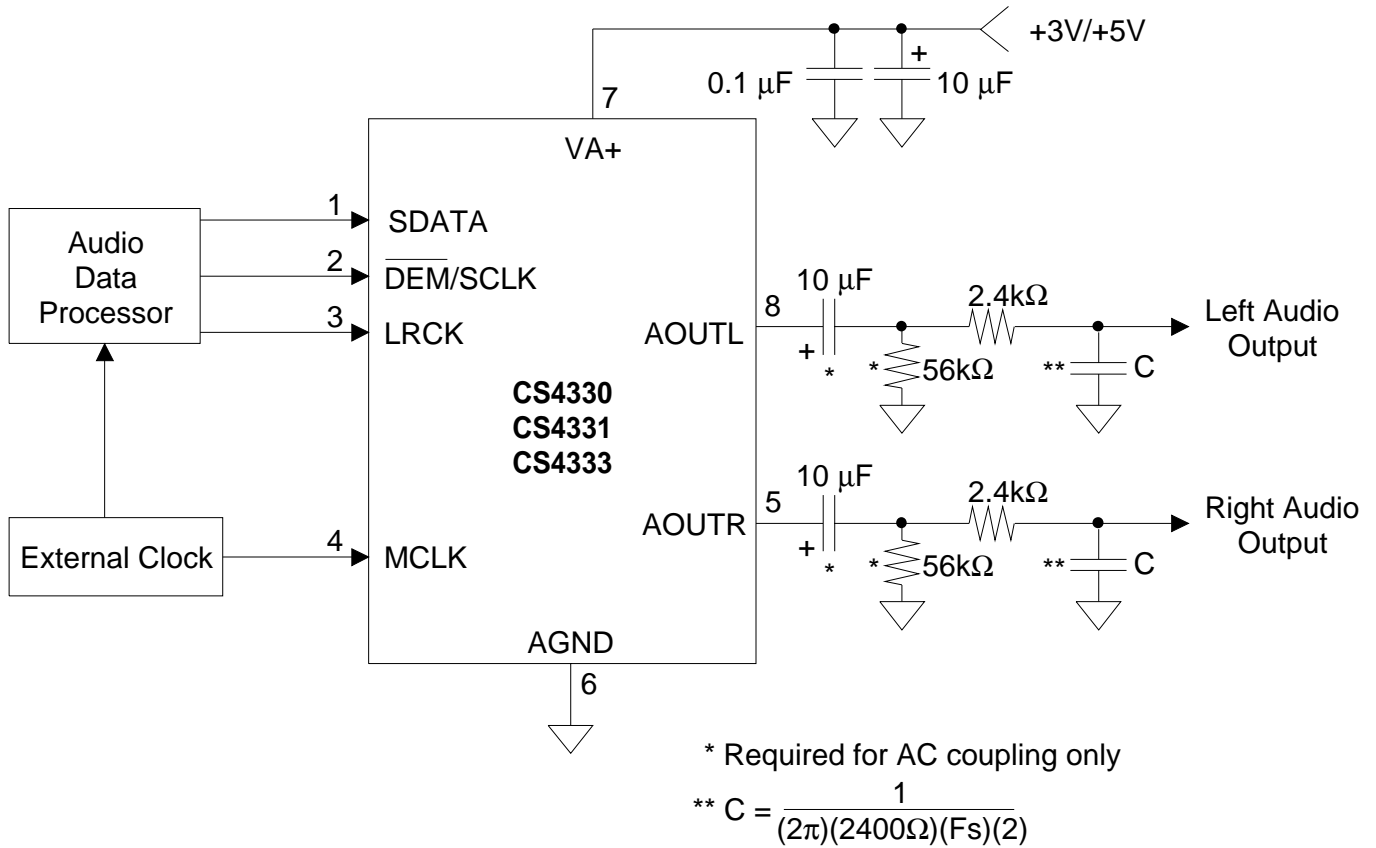 +3V/+5V
+
0.1 µF
10 µF
7
VA+
1
SDATA
Audio
Data
Processor
2
DEM/SCLK
3
LRCK
10 µF
8
AOUTL
+
*
*
56kΩ
2.4kΩ
**
C
Left Audio
Output
CS4330
CS4331
CS4333
10 µF
5
AOUTR
+
*
*
56kΩ
2.4kΩ
**
C
Right Audio
Output
External Clock
4
MCLK
AGND
6
* Required for AC coupling only
** C = 1
(2π)(2400Ω)(Fs)(2)